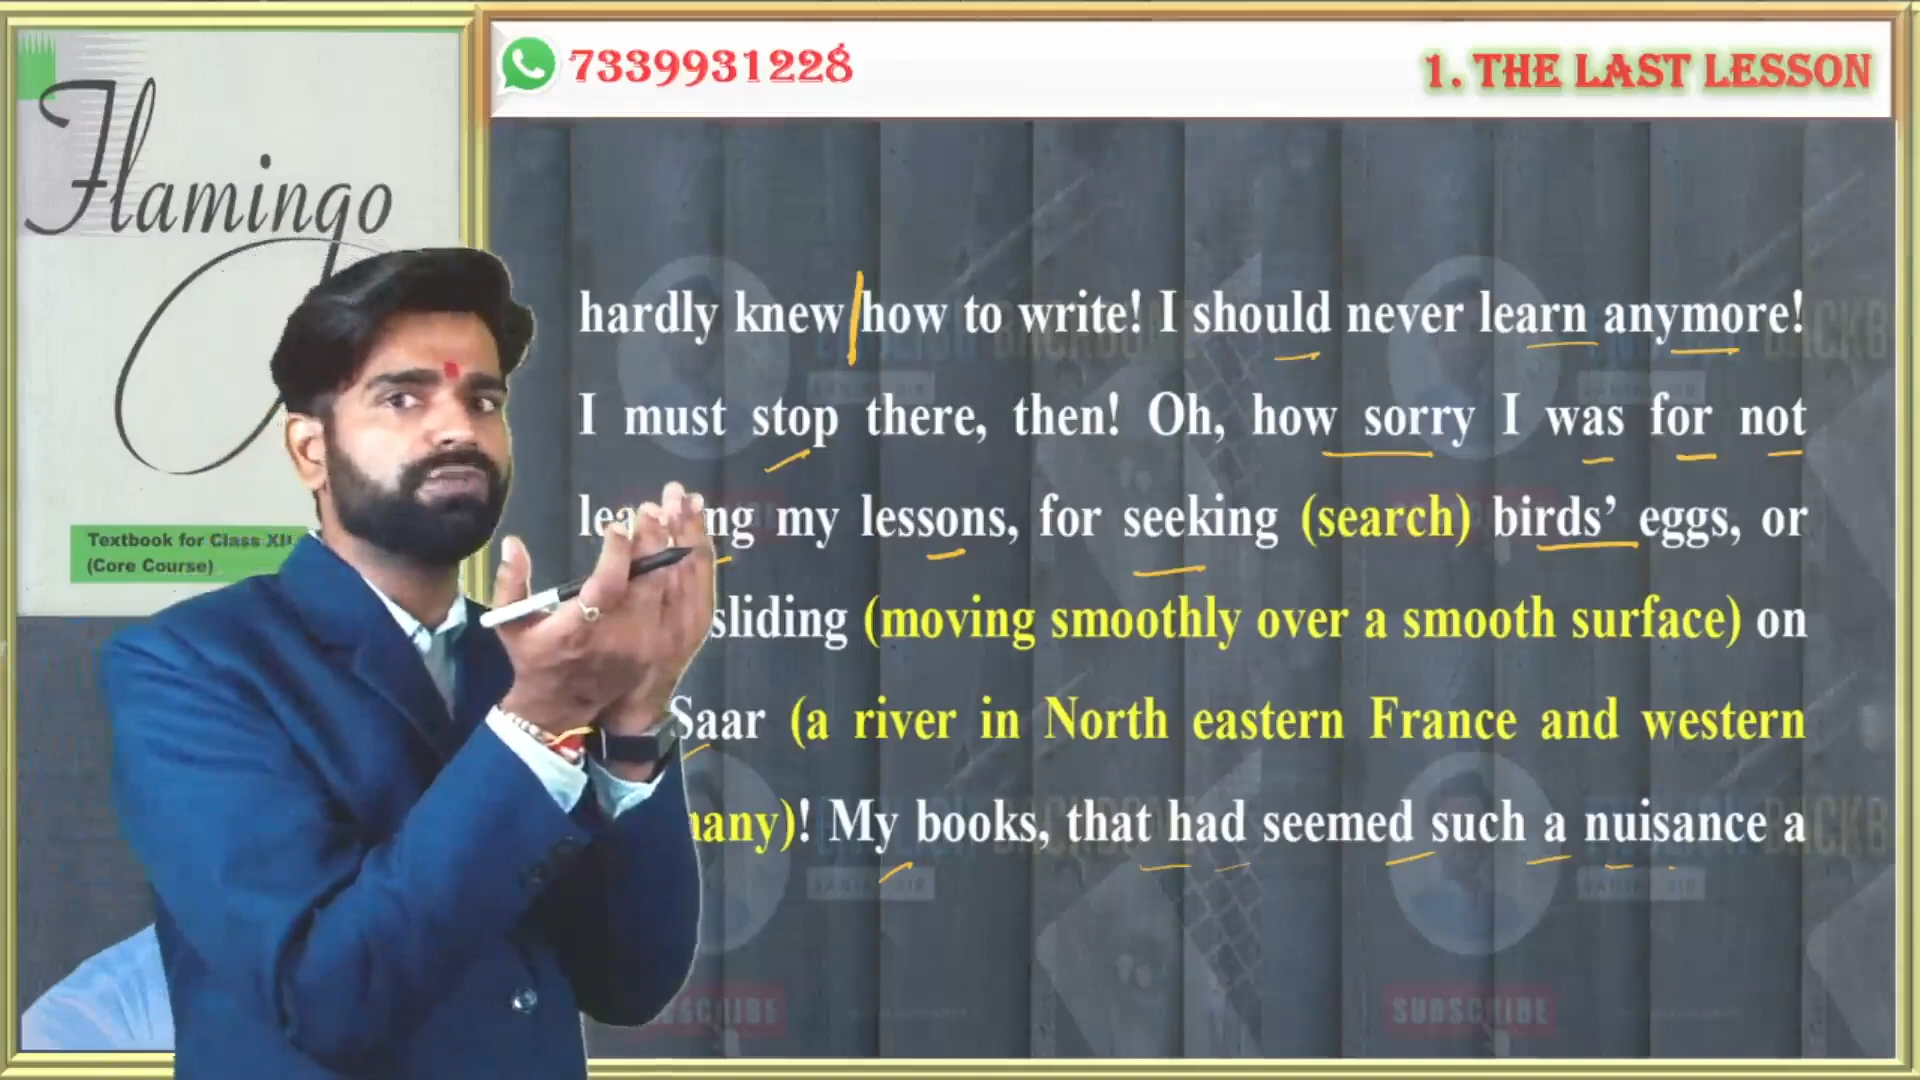 Flamingo
Textbook for Class XII
(Core Course)
7339931228
1. THE LAST LESSON
hardly knew how to write! I should never learn anymore!
I must stop there, then! Oh, how sorry I was for not
my lessons, for seeking (search) birds’ eggs, or
sliding (moving smoothly over a smooth surface) on
Saar (a river in North eastern France and western
! My books, that had seemed such a nuisance a
SUBSCRIBE
SUBSCRIBE